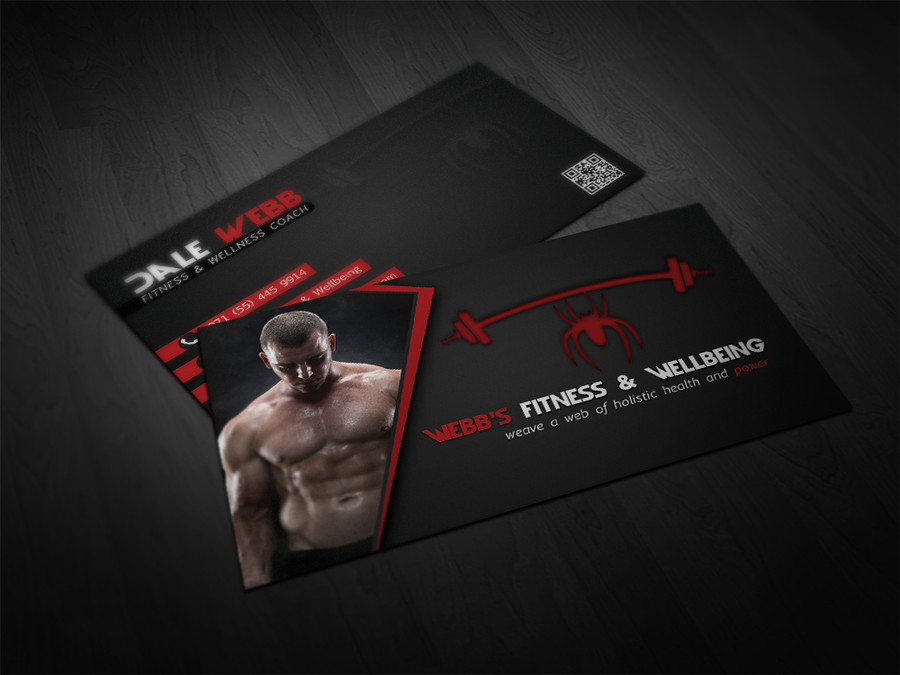 DALE WEBB
FITNESS & WELLNESS COACH
971 (55) 445 9914
& Wellbeing
WEBB'S FITNESS & WELLBEING
weave a web of holistic health and power